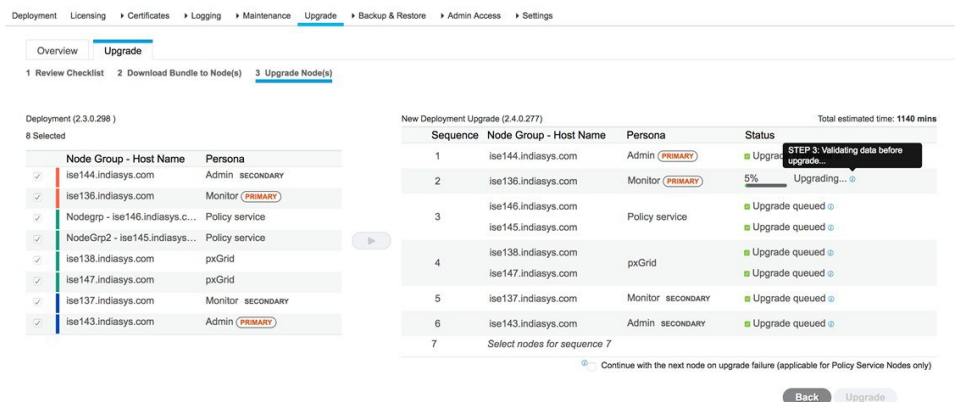 Deployment Licensing Certificates Logging Maintenance Upgrade Backup & Restore Admin Access Settings
Overview Upgrade
1 Review Checklist 2 Download Bundle to Node(s) 3 Upgrade Node(s)
Deployment (2.3.0.298 )
8 Selected
Node Group - Host Name Persona
ise144.indiasys.com Admin SECONDARY
ise136.indiasys.com Monitor PRIMARY
Nodegrp - ise146.indiasys.c... Policy service
NodeGrp2 - ise145.indiasys... Policy service
ise138.indiasys.com pxGrid
ise147.indiasys.com pxGrid
ise137.indiasys.com Monitor SECONDARY
ise143.indiasys.com Admin PRIMARY
New Deployment Upgrade (2.4.0.277) Total estimated time: 1140 mins
Sequence Node Group - Host Name Persona Status
1 ise144.indiasys.com Admin PRIMARY
STEP 3: Validating data before
upgrade...
2 ise136.indiasys.com Monitor PRIMARY 5% Upgrading...
3 ise146.indiasys.com Policy service Upgrade queued
ise145.indiasys.com Upgrade queued
4 ise138.indiasys.com pxGrid Upgrade queued
ise147.indiasys.com Upgrade queued
5 ise137.indiasys.com Monitor SECONDARY Upgrade queued
6 ise143.indiasys.com Admin SECONDARY Upgrade queued
7 Select nodes for sequence 7
Continue with the next node on upgrade failure (applicable for Policy Service Nodes only)
Back Upgrade